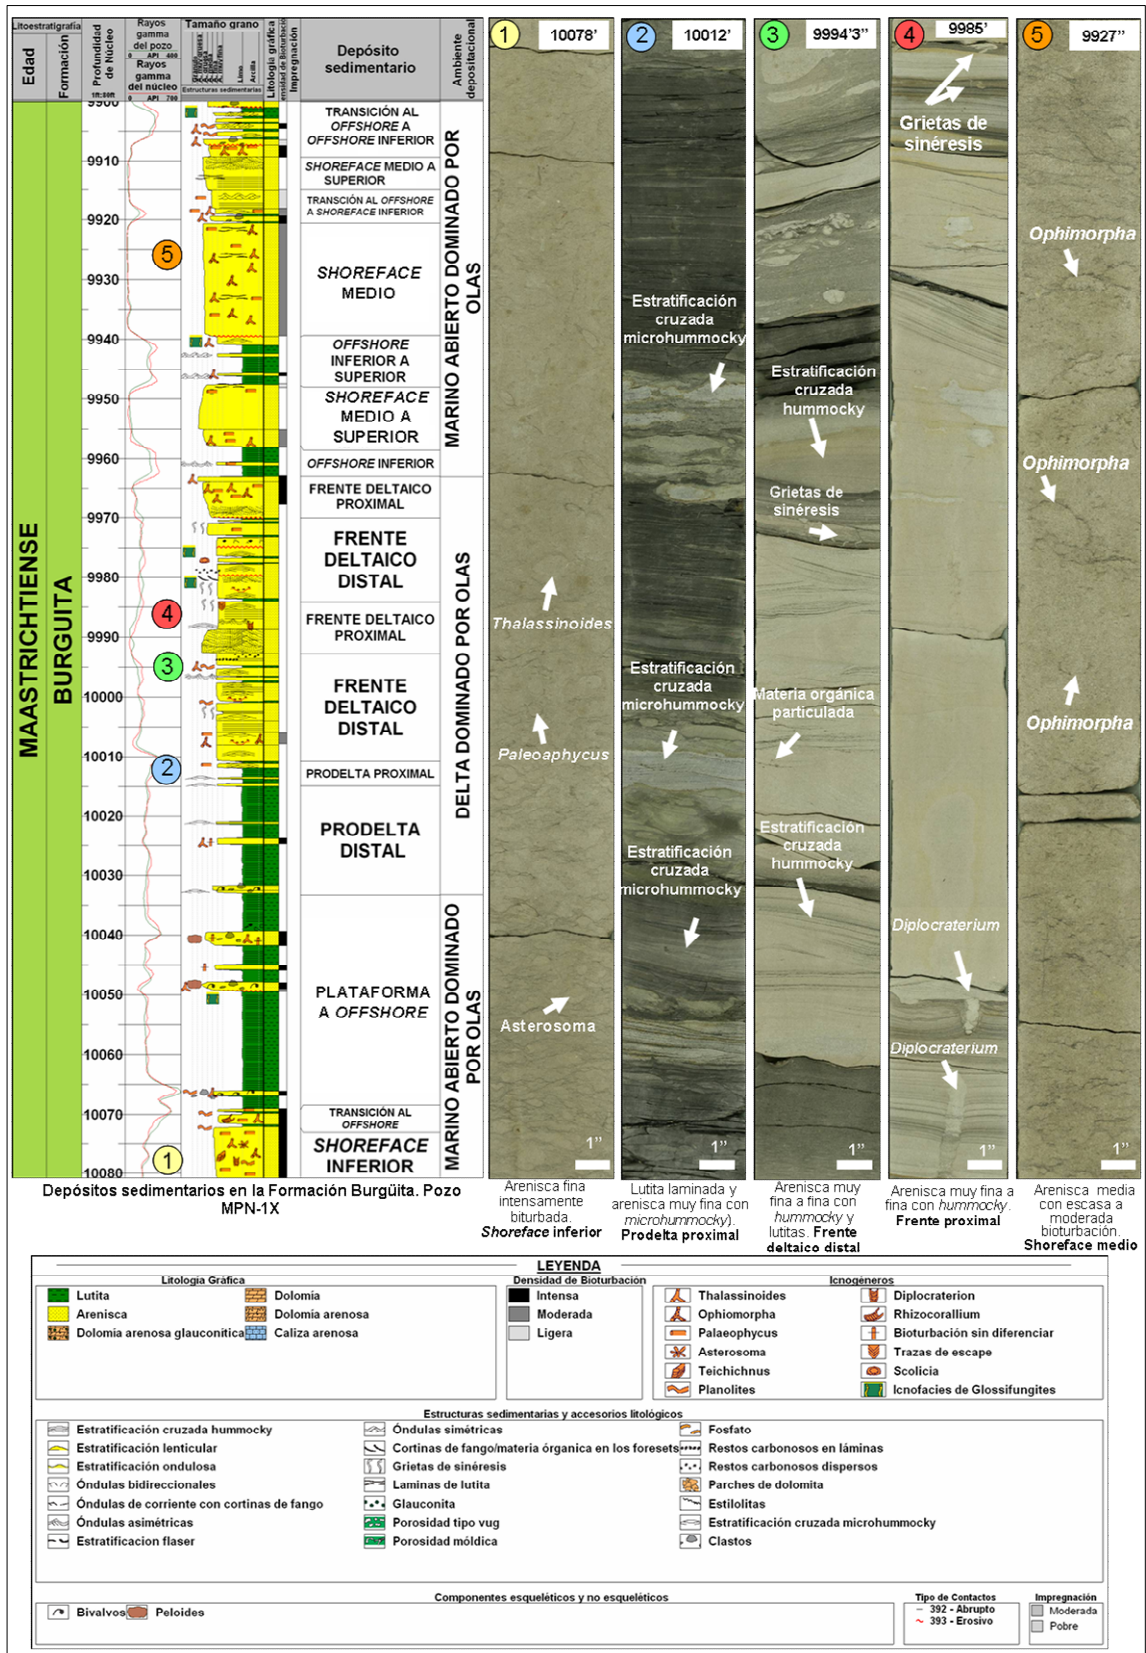 Litoestratigrafía
Edad
Formación
Profundidad
de Núcleo
1ft:80ft
Rayos
gamma
del pozo
0 API 400
Rayos
gamma
del núcleo
0 API 700
Tamaño grano
Limo
Arcilla
Estructuras sedimentarias
Litología gráfica
ensidad de Bioturbación
Impregnación
Depósito
sedimentario
Ambiente
depositacional
MAASTRICHTIENSE
BURGUITA
9900
9910
9920
9930
9940
9950
9960
9970
9980
9990
10000
10010
10020
10030
10040
10050
10060
10070
10080
5
4
3
2
1
TRANSICIÓN AL
OFFSHORE A
OFFSHORE INFERIOR
SHOREFACE MEDIO A
SUPERIOR
TRANSCIÓN AL OFFSHORE
A SHOREFACE INFERIOR
SHOREFACE
MEDIO
OFFSHORE
INFERIOR A
SUPERIOR
SHOREFACE
MEDIO A
SUPERIOR
OFFSHORE INFERIOR
FRENTE DELTAICO
PROXIMAL
FRENTE
DELTAICO
DISTAL
FRENTE DELTAICO
PROXIMAL
FRENTE
DELTAICO
DISTAL
PRODELTA PROXIMAL
PRODELTA
DISTAL
PLATAFORMA
A OFFSHORE
TRANSICIÓN AL
OFFSHORE
SHOREFACE
INFERIOR
MARINO ABIERTO DOMINADO POR
OLAS
DELTA DOMINADO POR OLAS
MARINO ABIERTO DOMINADO
POR OLAS
Depósitos sedimentarios en la Formación Burgüita. Pozo
MPN-1X
1
10078'
Thalassinoides
Paleoaphycus
Asterosoma
1"
Arenisca fina
intensamente
biturbada.
Shoreface inferior
2
10012'
Estratificación
cruzada
microhummocky
Estratificación
cruzada
microhummocky
Estratificación
cruzada
microhummocky
1"
Lutita laminada y
arenisca muy fina con
microhummocky).
Prodelta proximal
3
9994'3"
Estratificación
cruzada
hummocky
Grietas de
sinéresis
Materia orgánica
particulada
Estratificación
cruzada
hummocky
1"
Arenisca muy
fina a fina con
hummocky y
lutitas. Frente
deltaico distal
4
9985'
Grietas de
sinéresis
Diplocraterium
Diplocraterium
1"
Arenisca muy fina a
fina con hummocky.
Frente proximal
5
9927"
Ophimorpha
Ophimorpha
Ophimorpha
1"
Arenisca media
con escasa a
moderada
bioturbación.
Shoreface medio
LEYENDA
Litología Gráfica
Lutita
Arenisca
Dolomía arenosa glauconítica
Dolomía
Dolomía arenosa
Caliza arenosa
Densidad de Bioturbación
Intensa
Moderada
Ligera
Icnogéneros
Thalassinoides
Ophiomorpha
Palaeophycus
Asterosoma
Teichichnus
Planolites
Diplocraterion
Rhizocorallium
Bioturbación sin diferenciar
Trazas de escape
Scolicia
Icnofacies de Glossifungites
Estructuras sedimentarias y accesorios litológicos
Estratificación cruzada hummocky
Estratificación lenticular
Estratificación ondulosa
Óndulas bidireccionales
Óndulas de corriente con cortinas de fango
Óndulas asimétricas
Estratificacion flaser
Óndulas simétricas
Cortinas de fango/materia órganica en los foresets
Grietas de sinéresis
Laminas de lutita
Glauconita
Porosidad tipo vug
Porosidad móldica
Fosfato
Restos carbonosos en láminas
Restos carbonosos dispersos
Parches de dolomita
Estilolitas
Estratificación cruzada microhummocky
Clastos
Componentes esqueléticos y no esqueléticos
Bivalvos
Peloides
Tipo de Contactos
392 - Abrupto
393 - Erosivo
Impregnación
Moderada
Pobre